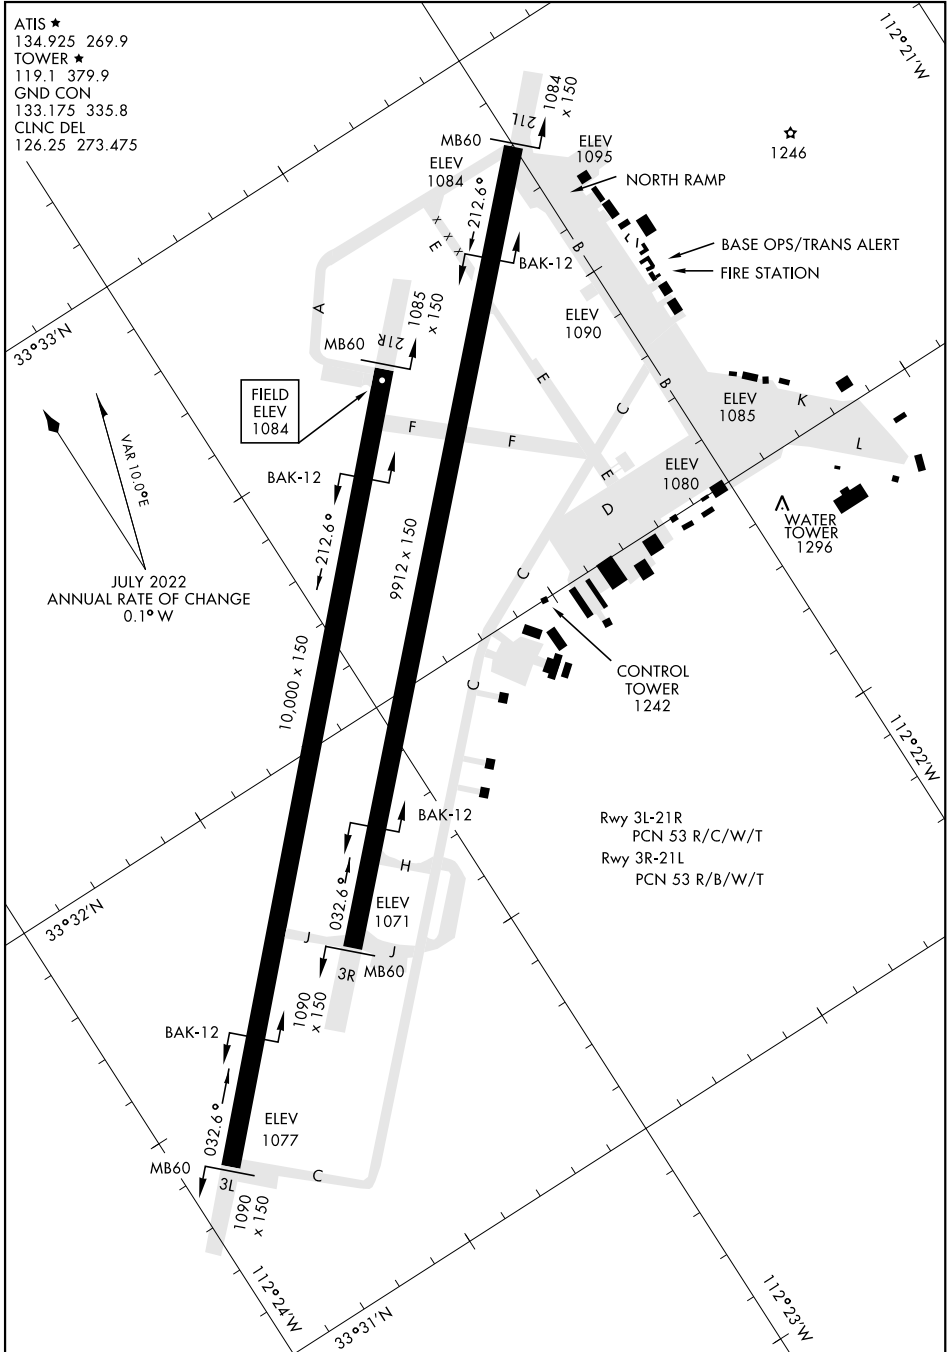 ATIS ★
134.925 269.9
TOWER ★
119.1 379.9
GND CON
133.175 335.8
CLNC DEL
126.25 273.475
112°21'W
1084
x 150
21L
MB60
ELEV
1084
ELEV
1095
1246
NORTH RAMP
212.6°
x x x
E
B
BASE OPS/TRANS ALERT
FIRE STATION
BAK-12
A
1085
x 150
ELEV
1090
33°33'N
MB60
21R
FIELD
ELEV
1084
E
C
B
ELEV
1085
K
F
F
L
VAR 10.0°E
BAK-12
E
ELEV
1080
D
WATER
TOWER
1296
212.6°
9912 x 150
JULY 2022
ANNUAL RATE OF CHANGE
0.1° W
C
10,000 x 150
C
CONTROL
TOWER
1242
112°22'W
BAK-12
Rwy 3L-21R
PCN 53 R/C/W/T
Rwy 3R-21L
PCN 53 R/B/W/T
H
032.6°
33°32'N
ELEV
1071
J
J
3R
MB60
1090
x 150
BAK-12
032.6°
ELEV
1077
MB60
3L
C
1090
x 150
112°24'W
33°31'N
112°23'W